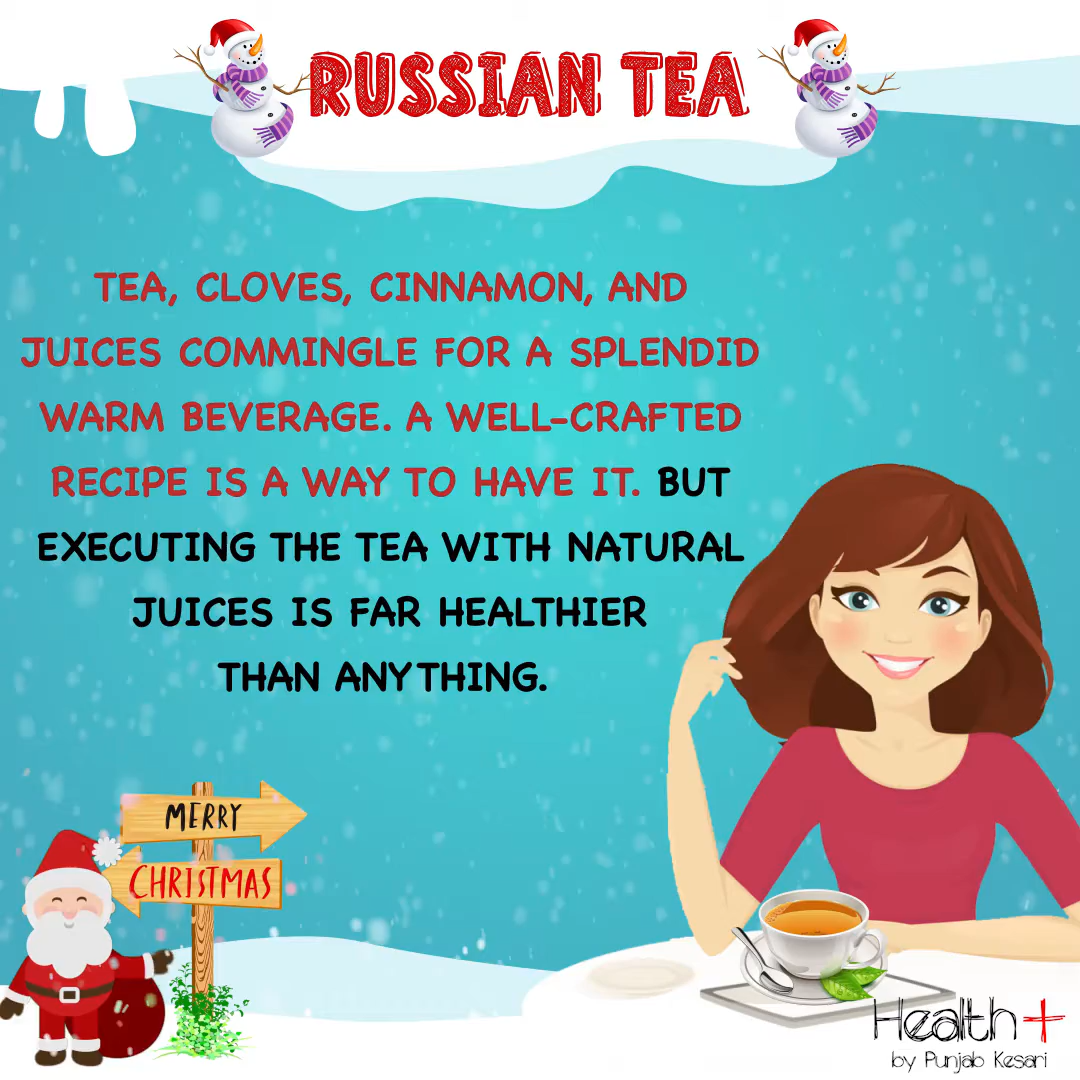 RUSSIAN TEA
TEA, CLOVES, CINNAMON, AND
JUICES COMMINGLE FOR A SPLENDID
WARM BEVERAGE. A WELL-CRAFTED
RECIPE IS A WAY TO HAVE IT. BUT
EXECUTING THE TEA WITH NATURAL
JUICES IS FAR HEALTHIER
THAN ANYTHING.
MERRY
CHRISTMAS
Health+
by Punjab Kesari